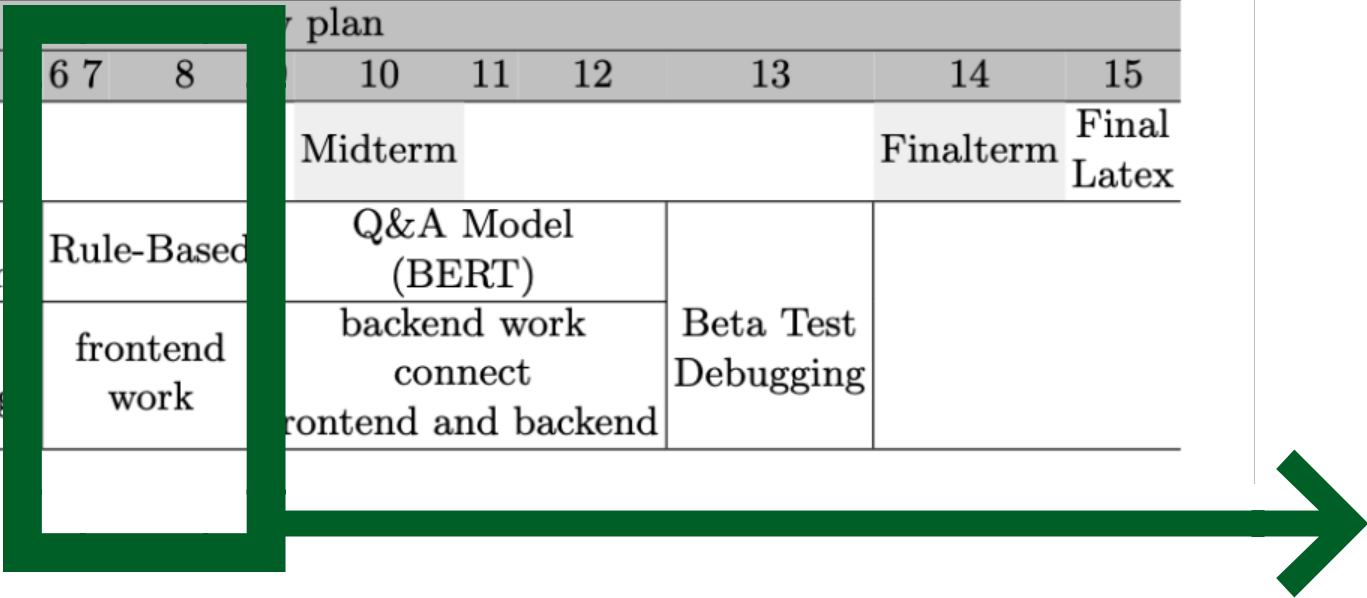 plan
6 7 8 10 11 12 13 14 15
Midterm Finalterm Final
Latex
Rule-Based Q&A Model
(BERT)
frontend
work
backend work
connect
rontend and backend
Beta Test
Debugging